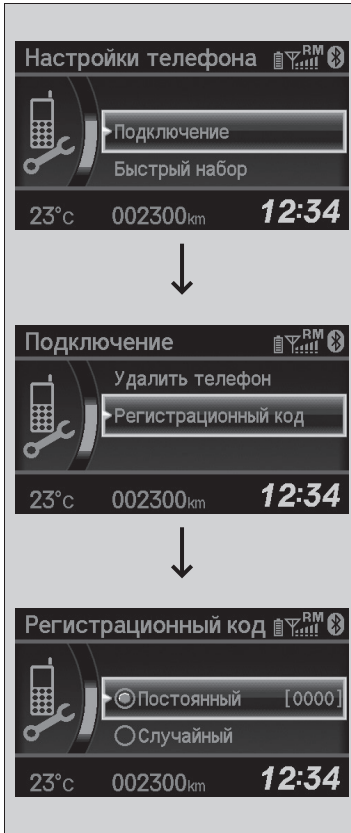 Настройки телефона RM
Подключение
Быстрый набор
23°C 002300km 12:34
Подключение RM
Удалить телефон
Регистрационный код
23°C 002300km 12:34
Регистрационный код RM
Постоянный [0000]
Случайный
23°C 002300km 12:34